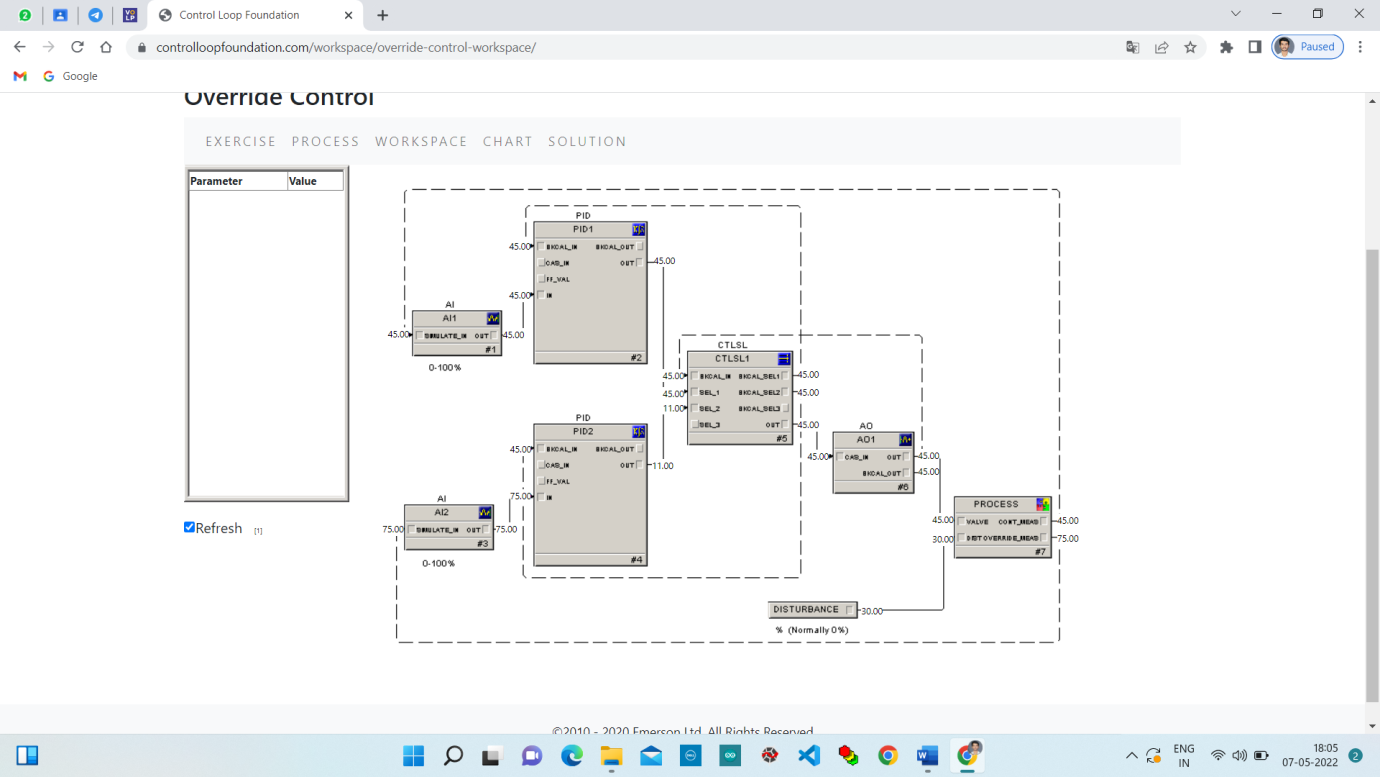 2
VO
LP
Control Loop Foundation
controlloopfoundation.com/workspace/override-control-workspace/
Paused
Google
Override Control
EXERCISE PROCESS WORKSPACE CHART SOLUTION
Parameter Value
Refresh [1]
PID
PID1
45.00 BKCAL_IN BKCAL_OUT
CAS_IN OUT 45.00
FF_VAL
45.00 IN
#2
AI
AI1
45.00 SIMULATE_IN OUT 45.00
#1
0-100%
CTLSL
CTLSL1
45.00 BKCAL_IN BKCAL_SEL1 45.00
45.00 SEL_1 BKCAL_SEL2 45.00
11.00 SEL_2 BKCAL_SEL3
SEL_3 OUT 45.00
#5
PID
PID2
45.00 BKCAL_IN BKCAL_OUT
CAS_IN OUT 11.00
FF_VAL
75.00 IN
#4
AO
AO1
45.00 CAS_IN OUT 45.00
BKCAL_OUT 45.00
#6
AI
AI2
75.00 SIMULATE_IN OUT 75.00
#3
0-100%
PROCESS
45.00 VALVE CONT_MEAS 45.00
30.00 DIST OVERRIDE_MEAS 75.00
#7
DISTURBANCE 30.00
% (Normally 0%)
©2010 - 2020 Emerson Ltd. All Rights Reserved
ENG
IN
18:05
07-05-2022
2